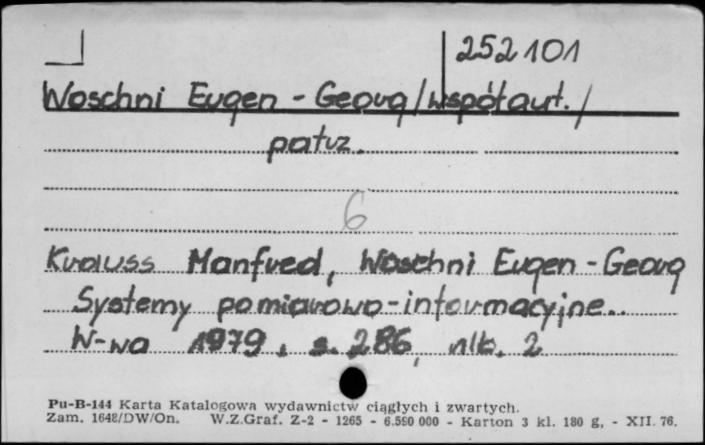 252101
Woschni Eugen - Georg /współaut./
patrz.
6
Krauss Manfred, Woschni Eugen - Georg
Systemy pomiarowo-informacyjne..
W-wa 1979, s. 286, nlb. 2
Pu-B-144 Karta Katalogowa wydawnictw ciągłych i zwartych.
Zam. 1648/DW/On. W.Z.Graf. Z-2 - 1265 - 6.590 000 - Karton 3 kl. 180 g, - XII. 76.